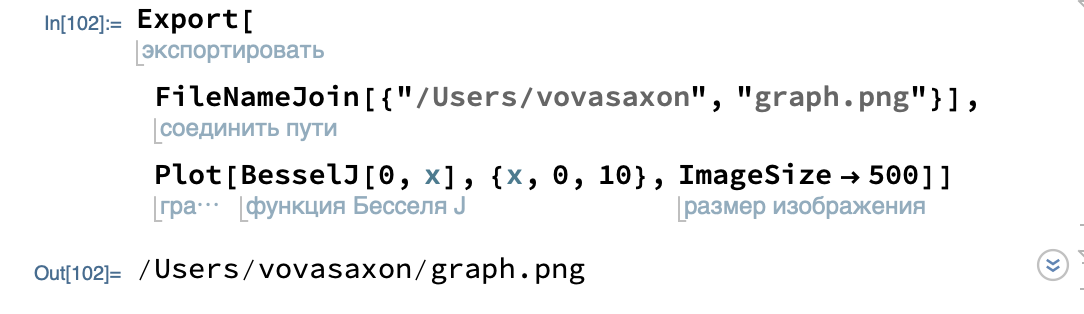 In[102]:= Export[
экспортировать
FileNameJoin[{"/Users/vovasaxon", "graph.png"}],
соединить пути
Plot[BesselJ[0, x], {x, 0, 10}, ImageSize → 500]]
гра⋯ функция Бесселя J размер изображения
Out[102]= /Users/vovasaxon/graph.png